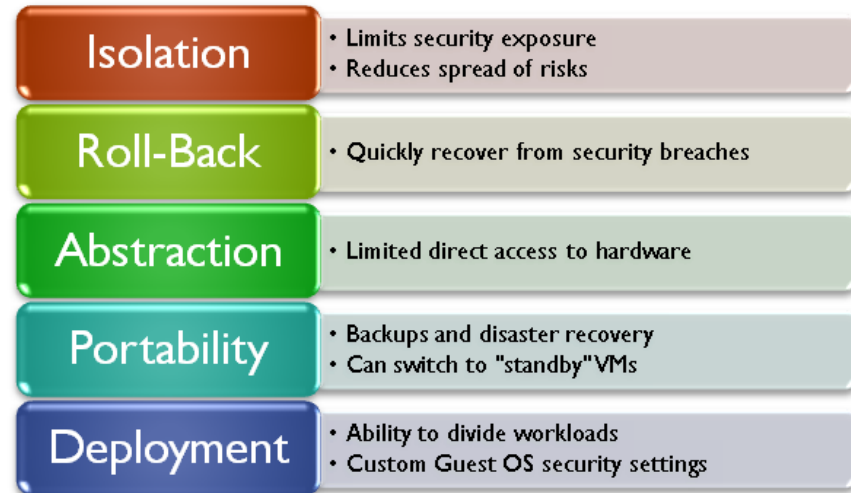 Isolation
• Limits security exposure
• Reduces spread of risks
Roll-Back
• Quickly recover from security breaches
Abstraction
• Limited direct access to hardware
Portability
• Backups and disaster recovery
• Can switch to "standby" VMs
Deployment
• Ability to divide workloads
• Custom Guest OS security settings